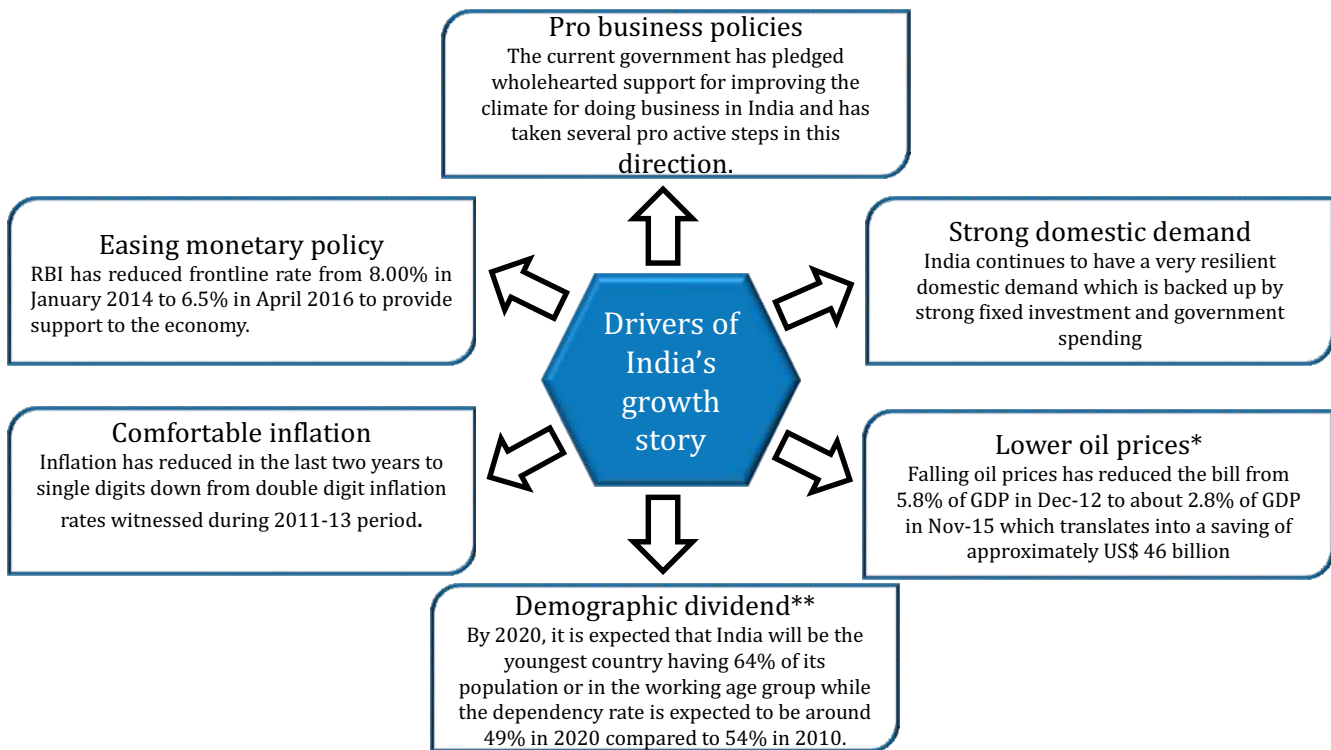 Pro business policies
The current government has pledged
wholehearted support for improving the
climate for doing business in India and has
taken several pro active steps in this
direction.
Easing monetary policy
RBI has reduced frontline rate from 8.00% in
January 2014 to 6.5% in April 2016 to provide
support to the economy.
Strong domestic demand
India continues to have a very resilient
domestic demand which is backed up by
strong fixed investment and government
spending
Drivers of
India’s
growth
story
Comfortable inflation
Inflation has reduced in the last two years to
single digits down from double digit inflation
rates witnessed during 2011-13 period.
Lower oil prices*
Falling oil prices has reduced the bill from
5.8% of GDP in Dec-12 to about 2.8% of GDP
in Nov-15 which translates into a saving of
approximately US$ 46 billion
Demographic dividend**
By 2020, it is expected that India will be the
youngest country having 64% of its
population or in the working age group while
the dependency rate is expected to be around
49% in 2020 compared to 54% in 2010.